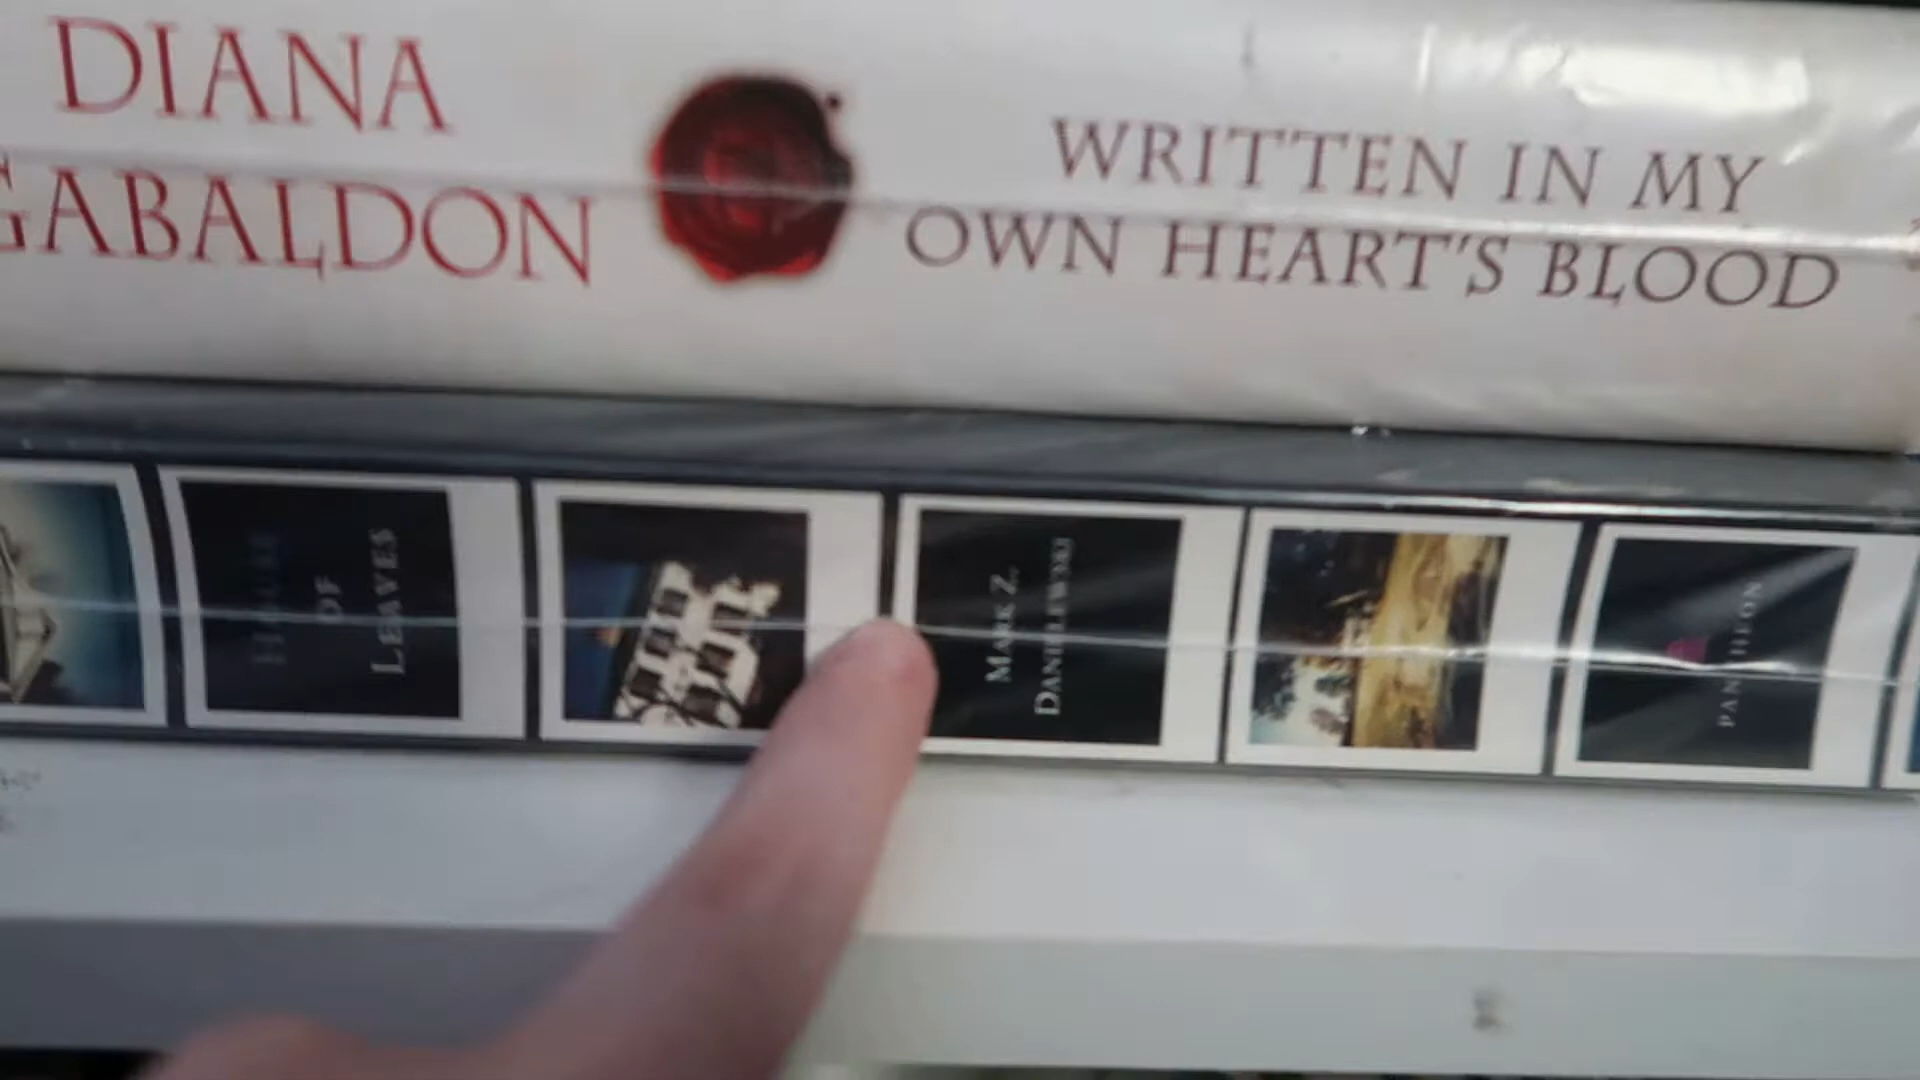 DIANA
GABALDON
WRITTEN IN MY
OWN HEART'S BLOOD
HOUSE
OF
LEAVES
MARK Z.
DANIELEWSKI
PANTHEON